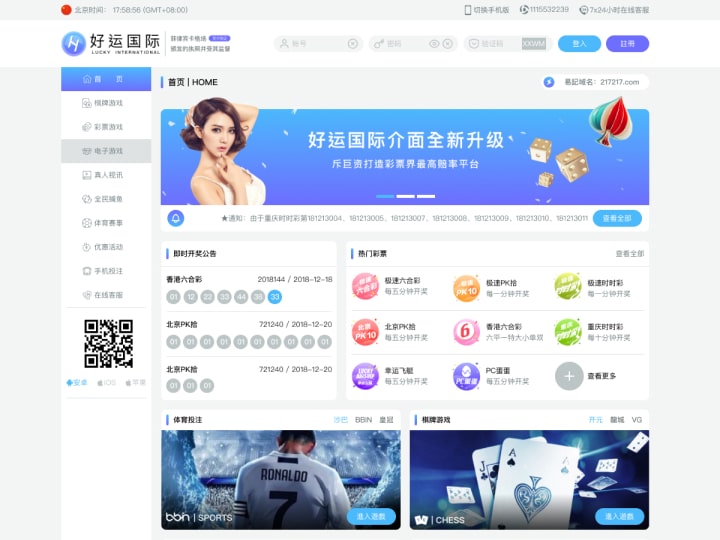 北京时间： 17:58:56 (GMT+08:00)
切换手机版
1115532239
7x24小时在线客服
好运国际
LUCKY INTERNATIONAL
菲律宾卡格演
颁发的执照并受其监督
账号
密码
验证码
XKWM
登入
註冊
首 页
棋牌游戏
彩票游戏
电子游戏
真人视讯
全民捕鱼
体育赛事
优惠活动
手机投注
在线客服
安卓
iOS
苹果
首页 | HOME
易記域名：217217.com
好运国际介面全新升级
斥巨资打造彩票界最高赔率平台
★通知：由于重庆时时彩第181213004、181213005、181213007、181213008、181213009、181213010、181213011
查看全部
即时开奖公告
香港六合彩 2018144 / 2018-12-18
01 12 22 33 44 36 33
北京PK拾 721240 / 2018-12-20
01 01 01 01 01 01 01 01 01 01
北京PK拾 721240 / 2018-12-20
01 01 01
热门彩票
查看全部
极速六合彩
每五分钟开奖
极速PK拾
每一分钟开奖
极速时时彩
每一分钟开奖
北京PK拾
每五分钟开奖
香港六合彩
六平一特大小单双
重庆时时彩
每十分钟开奖
幸运飞艇
每五分钟开奖
PC蛋蛋
每五分钟开奖
查看更多
体育投注
沙巴 BBIN 皇冠
RONALDO
7
bbin | SPORTS
進入遊戲
棋牌游戏
开元 龍城 VG
A
CHESS
進入遊戲